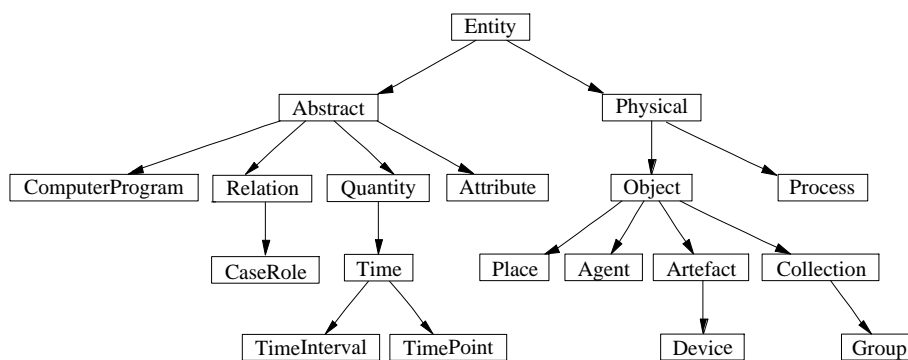 Entity
Abstract
Physical
ComputerProgram
Relation
Quantity
Attribute
Object
Process
CaseRole
Time
Place
Agent
Artefact
Collection
TimeInterval
TimePoint
Device
Group